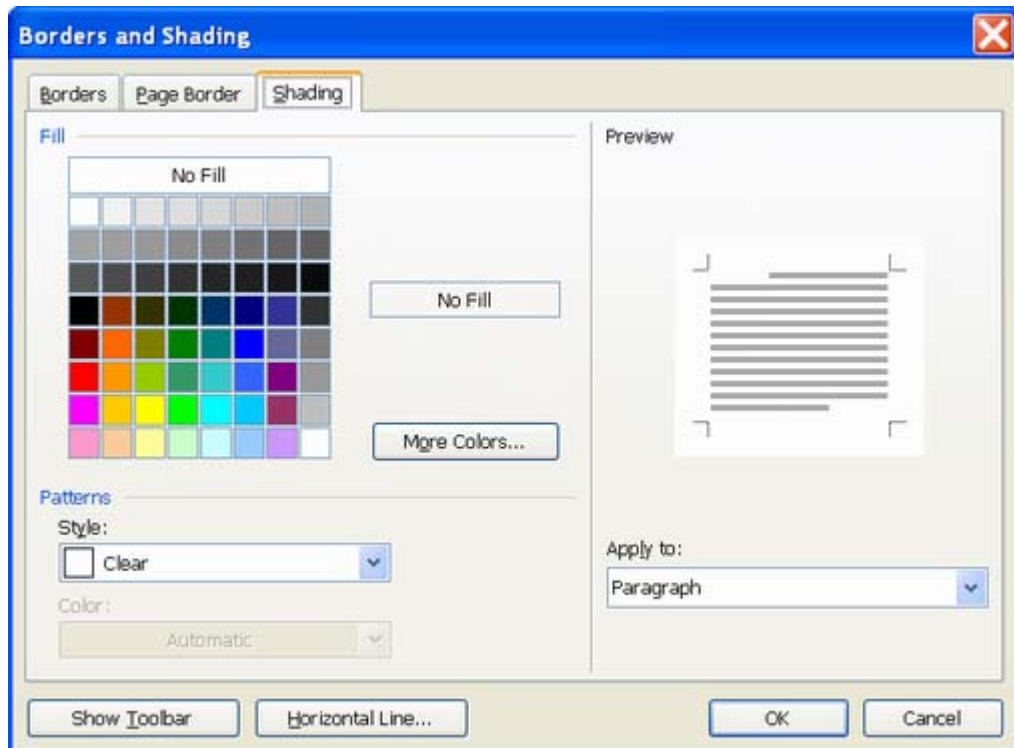 Borders and Shading
Borders
Page Border
Shading
Fill
No Fill
No Fill
More Colors...
Patterns
Style:
Clear
Color:
Automatic
Preview
Apply to:
Paragraph
Show Toolbar
Horizontal Line...
OK
Cancel